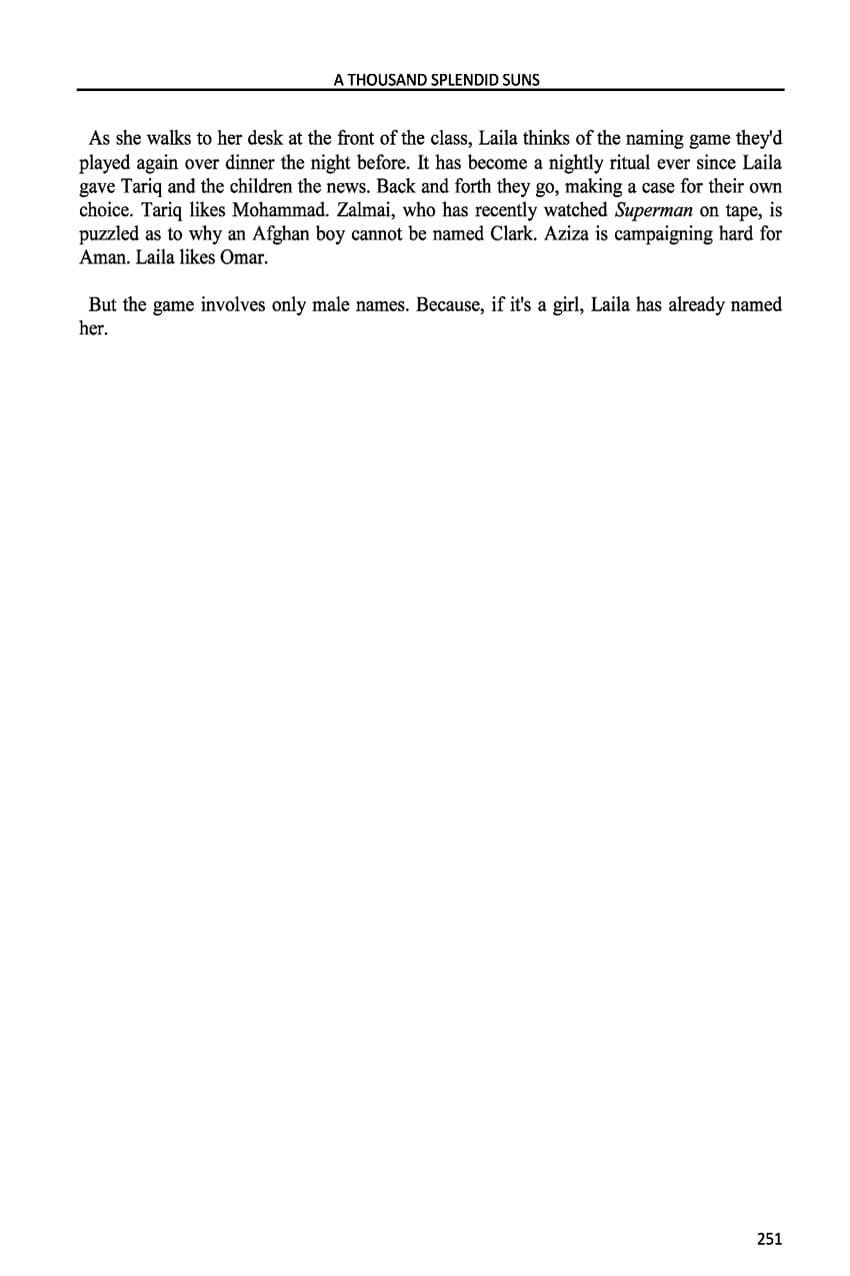 A THOUSAND SPLENDID SUNS
As she walks to her desk at the front of the class, Laila thinks of the naming game they'd
played again over dinner the night before. It has become a nightly ritual ever since Laila
gave Tariq and the children the news. Back and forth they go, making a case for their own
choice. Tariq likes Mohammad. Zalmai, who has recently watched Superman on tape, is
puzzled as to why an Afghan boy cannot be named Clark. Aziza is campaigning hard for
Aman. Laila likes Omar.
But the game involves only male names. Because, if it's a girl, Laila has already named
her.
251